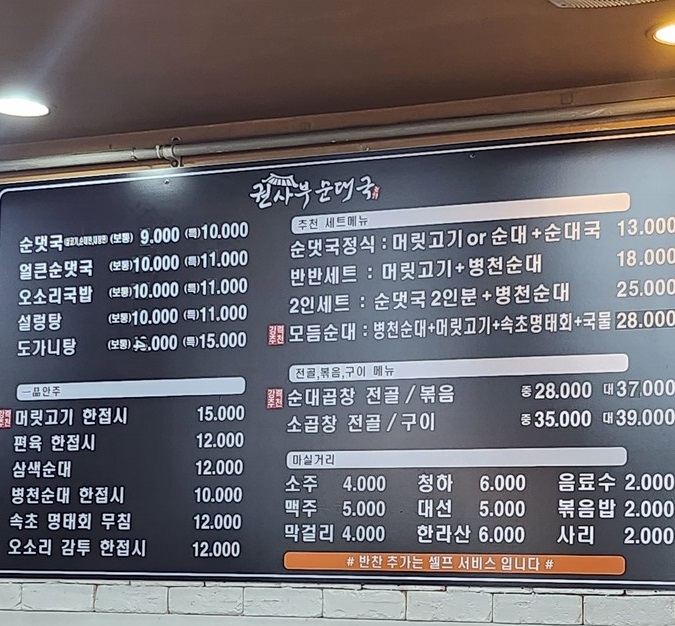 권사부 순대국
순댓국 (보통) 9.000 (특)10.000
얼큰순댓국 (보통)10.000 (특)11.000
오소리국밥 (보통)10.000 (특)11.000
설렁탕 (보통)10.000 (특)11.000
도가니탕 (보통) .000 (특)15.000
一品안주
강력추천 머릿고기 한접시 15.000
편육 한접시 12.000
삼색순대 12.000
병천순대 한접시 10.000
속초 명태회 무침 12.000
오소리 감투 한접시 12.000
추천 세트메뉴
순댓국정식 : 머릿고기 or 순대+순대국 13.000
반반세트 : 머릿고기+병천순대 18.000
2인세트 : 순댓국 2인분+병천순대 25.000
강력추천 모듬순대 : 병천순대+머릿고기+속초명태회+국물 28.000
전골,볶음,구이 메뉴
강력추천 순대곱창 전골/볶음 중 28.000 대 37,000
소곱창 전골/구이 중 35.000 대 39.000
마실거리
소주 4.000 청하 6.000 음료수 2.000
맥주 5.000 대선 5.000 볶음밥 2.000
막걸리 4.000 한라산 6.000 사리 2.000
# 반찬 추가는 셀프 서비스 입니다 #